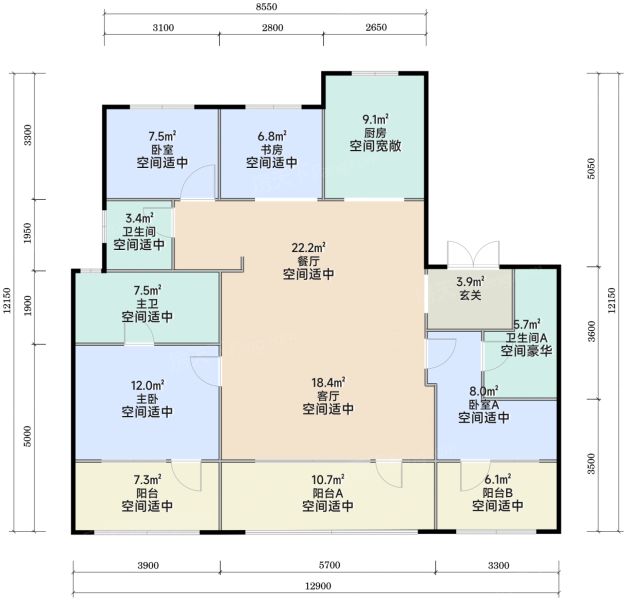 8550
3100
2800
2650
9.1㎡
厨房
空间宽敞
7.5㎡
卧室
空间适中
6.8㎡
书房
空间适中
3300
5050
3.4㎡
卫生间
空间适中
1950
22.2㎡
餐厅
空间适中
7.5㎡
主卫
空间适中
1900
12150
3.9㎡
玄关
12150
3600
5.7㎡
卫生间A
空间豪华
12.0㎡
主卧
空间适中
18.4㎡
客厅
空间适中
8.0㎡
卧室A
空间适中
5000
3500
7.3㎡
阳台
空间适中
10.7㎡
阳台A
空间适中
6.1㎡
阳台B
空间适中
3900
5700
3300
12900